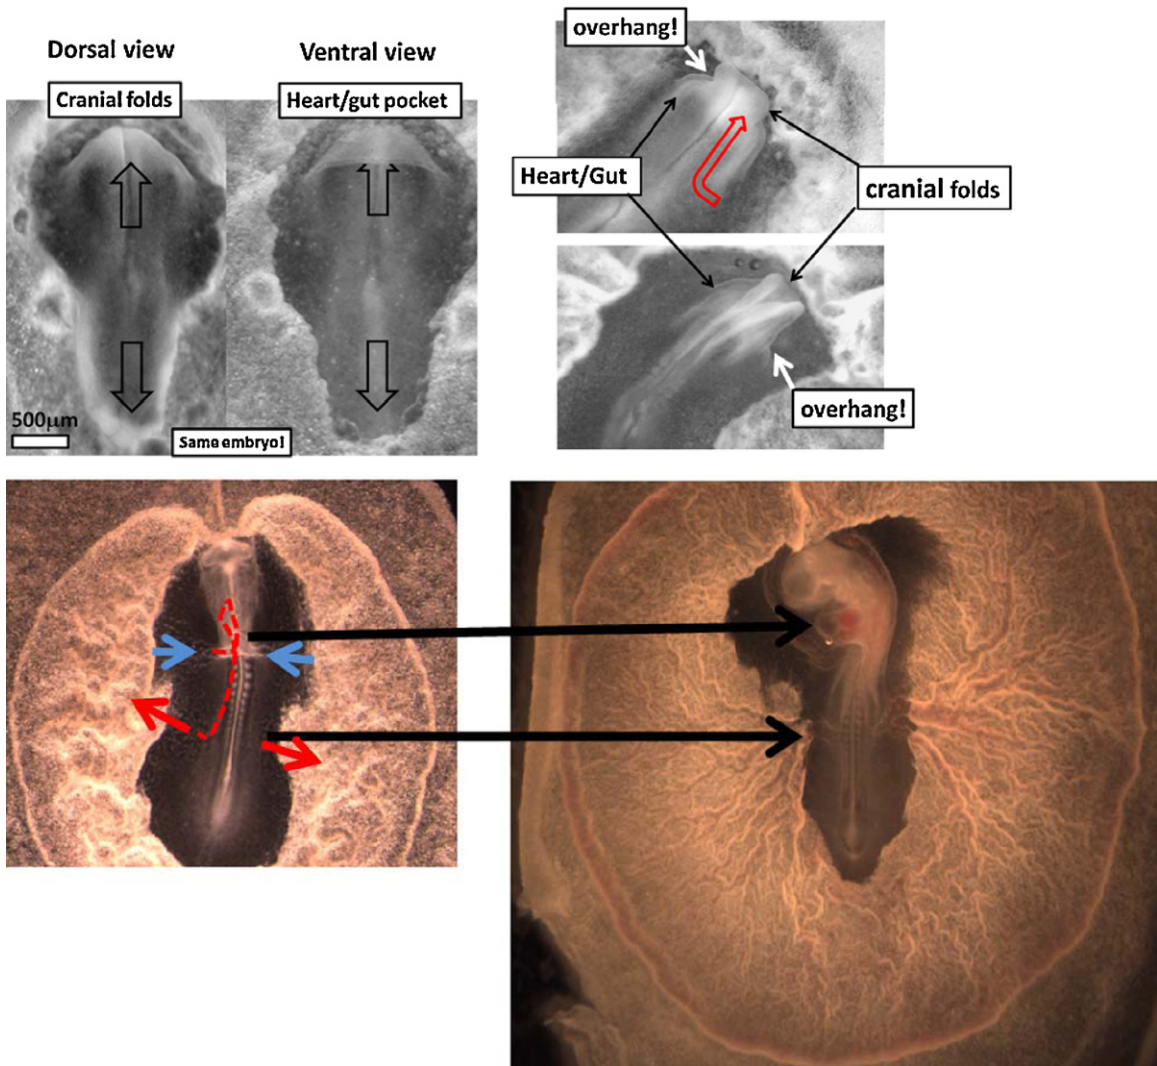 Dorsal view
Cranial folds
Ventral view
Heart/gut pocket
500µm
Same embryo!
overhang!
Heart/Gut
cranial folds
overhang!